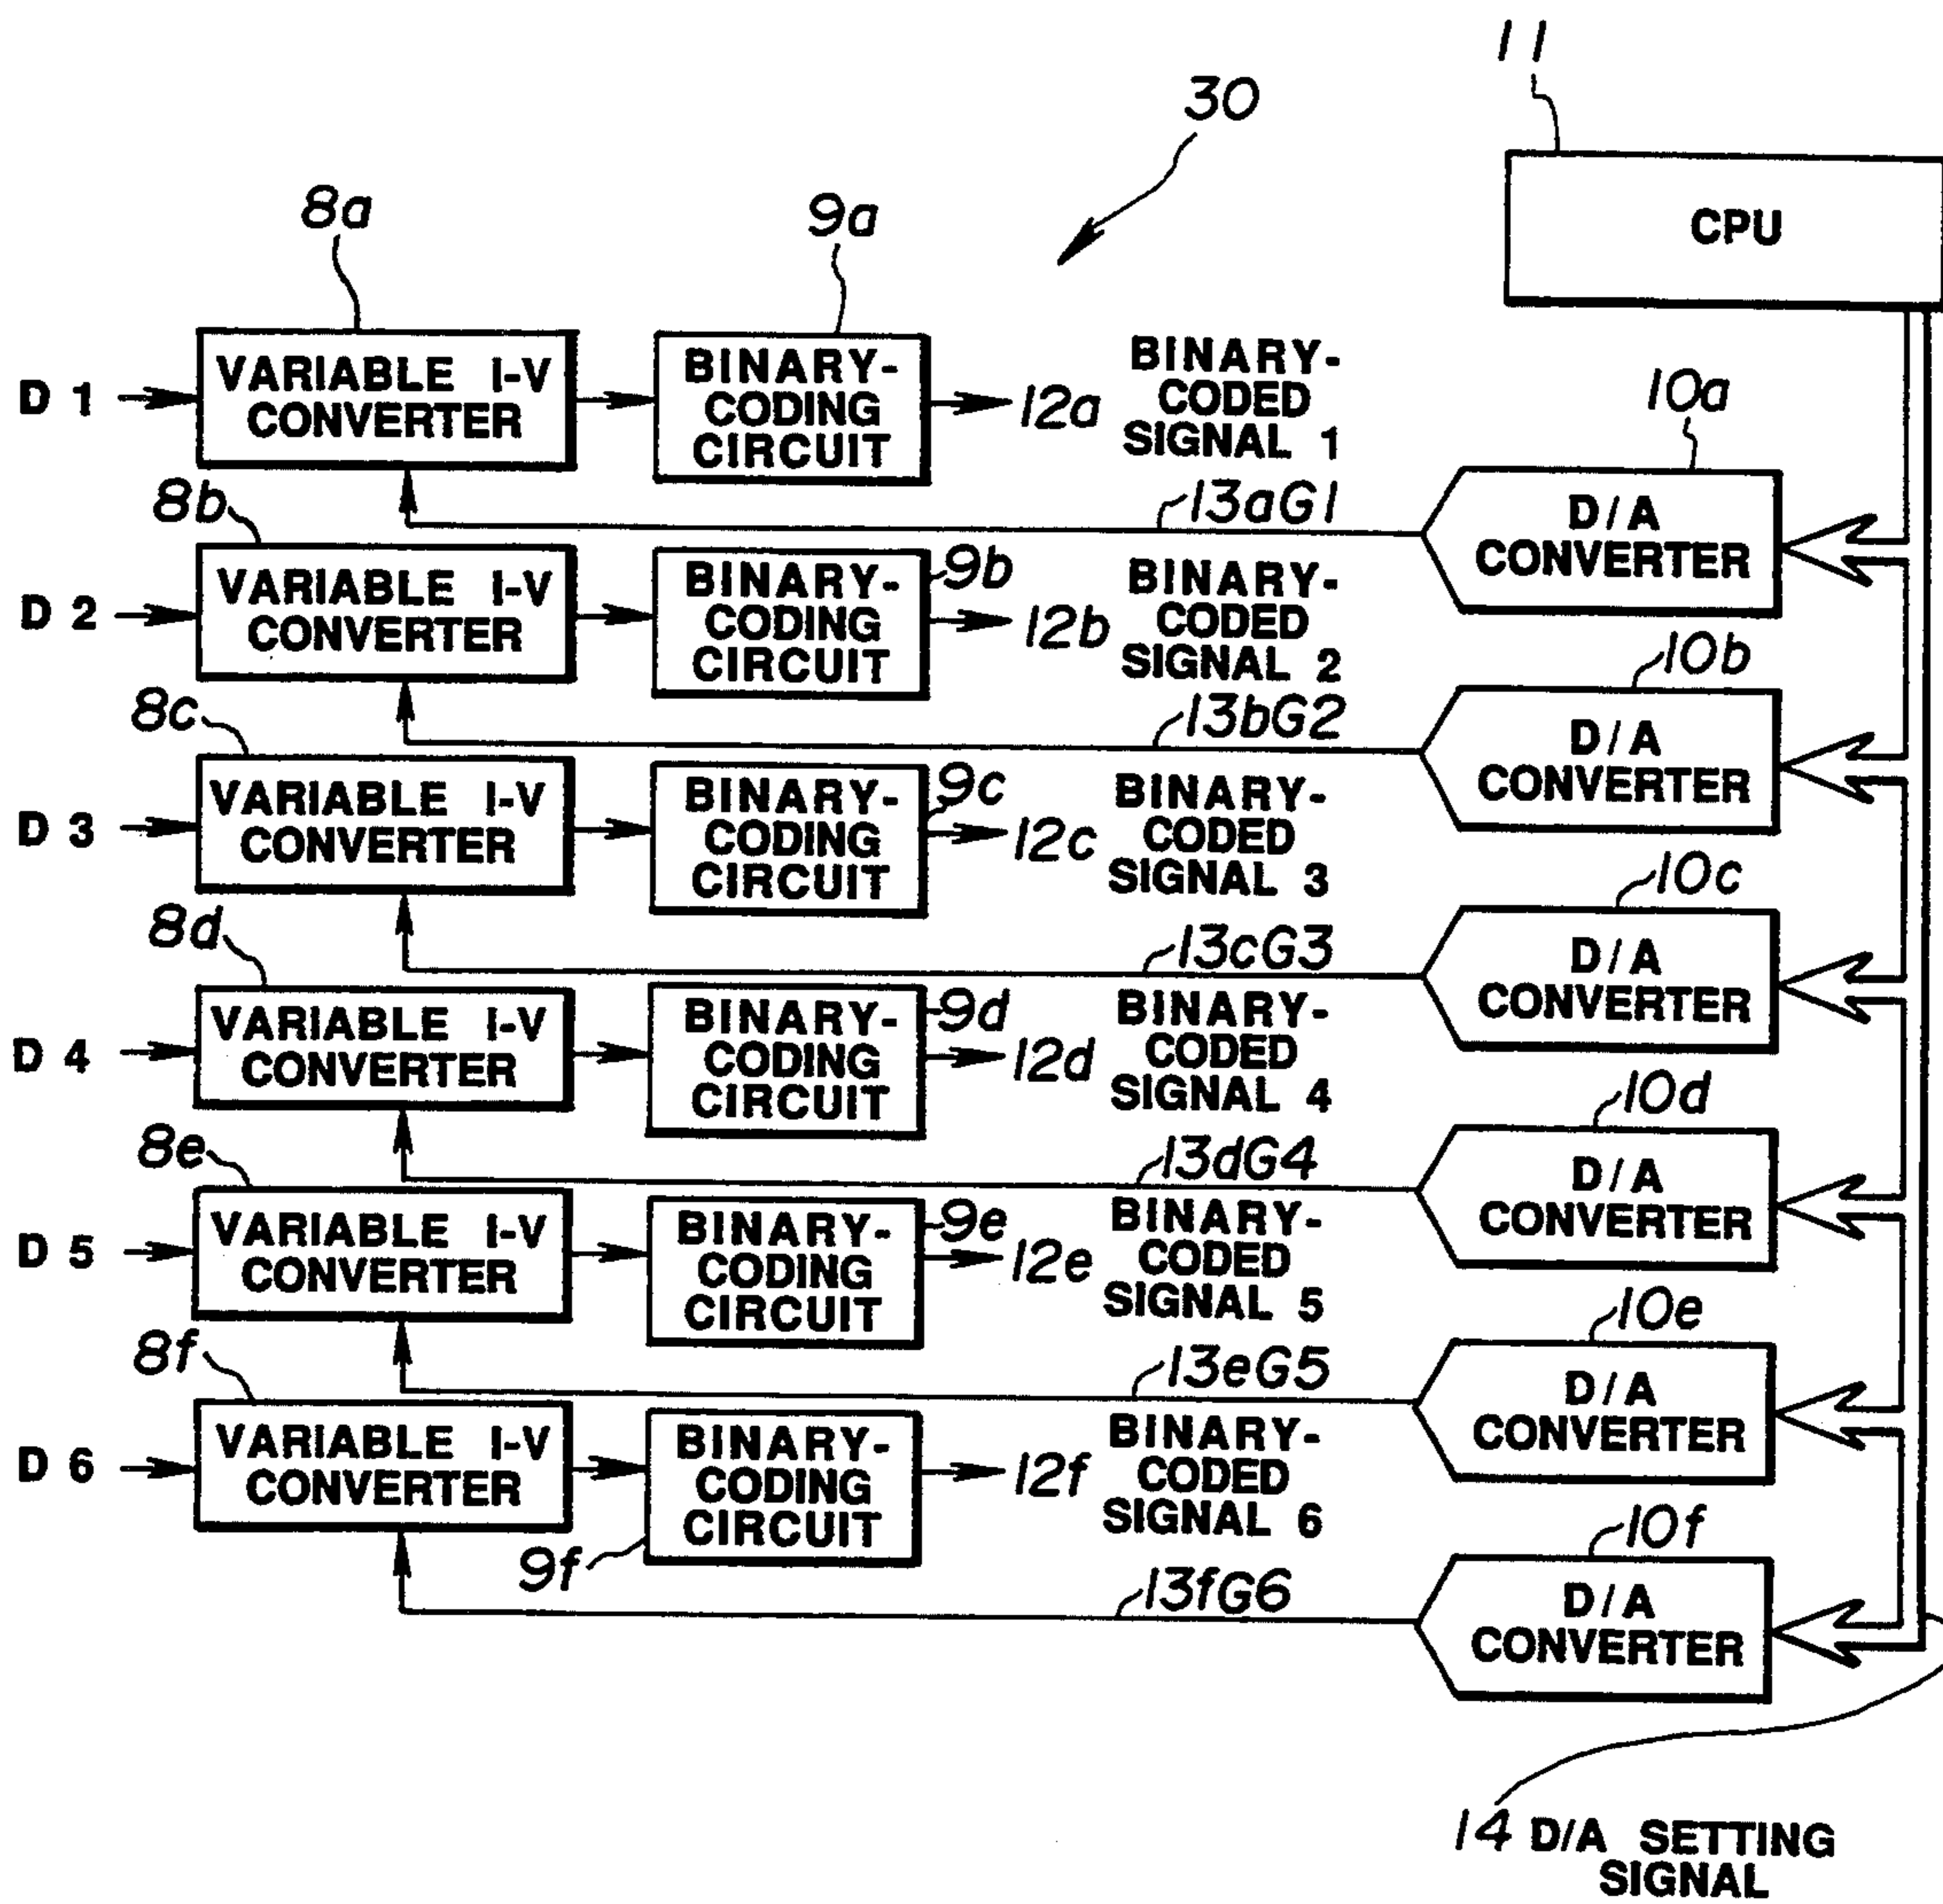 11
30
CPU
8a
9a
D 1
VARIABLE I-V
CONVERTER
BINARY-
CODING
CIRCUIT
12a
BINARY-
CODED
SIGNAL 1
10a
D/A
CONVERTER
13aG1
8b
D 2
VARIABLE I-V
CONVERTER
9b
BINARY-
CODING
CIRCUIT
12b
BINARY-
CODED
SIGNAL 2
10b
D/A
CONVERTER
13bG2
8c
D 3
VARIABLE I-V
CONVERTER
9c
BINARY-
CODING
CIRCUIT
12c
BINARY-
CODED
SIGNAL 3
10c
D/A
CONVERTER
13cG3
8d
D 4
VARIABLE I-V
CONVERTER
9d
BINARY-
CODING
CIRCUIT
12d
BINARY-
CODED
SIGNAL 4
10d
D/A
CONVERTER
13dG4
8e
D 5
VARIABLE I-V
CONVERTER
9e
BINARY-
CODING
CIRCUIT
12e
BINARY-
CODED
SIGNAL 5
10e
D/A
CONVERTER
13eG5
8f
D 6
VARIABLE I-V
CONVERTER
9f
BINARY-
CODING
CIRCUIT
12f
BINARY-
CODED
SIGNAL 6
10f
D/A
CONVERTER
13fG6
14 D/A SETTING
SIGNAL